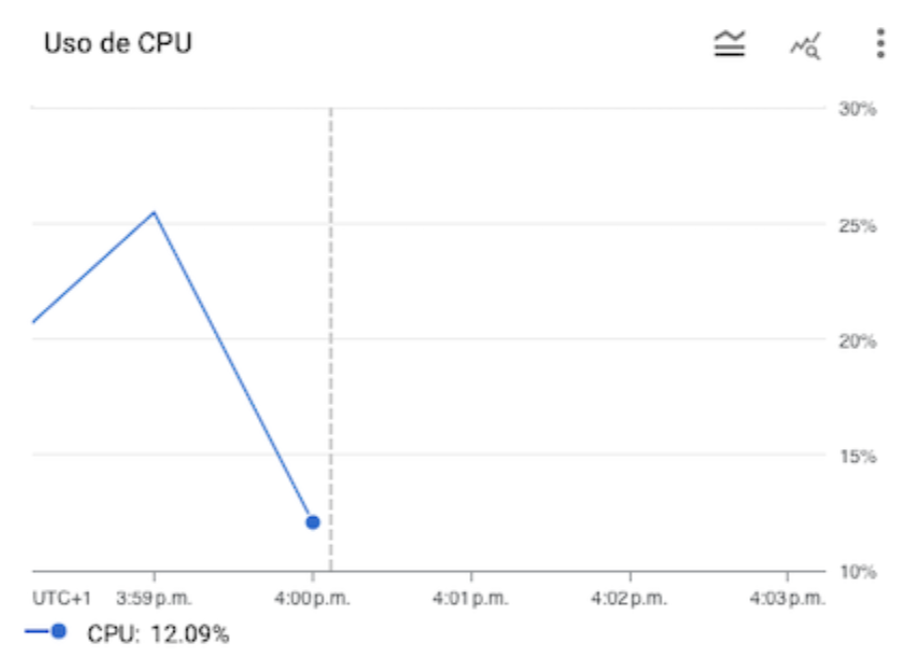 Uso de CPU
30%
25%
20%
15%
10%
UTC+1 3:59 p.m. 4:00 p.m. 4:01 p.m. 4:02 p.m. 4:03 p.m.
CPU: 12.09%